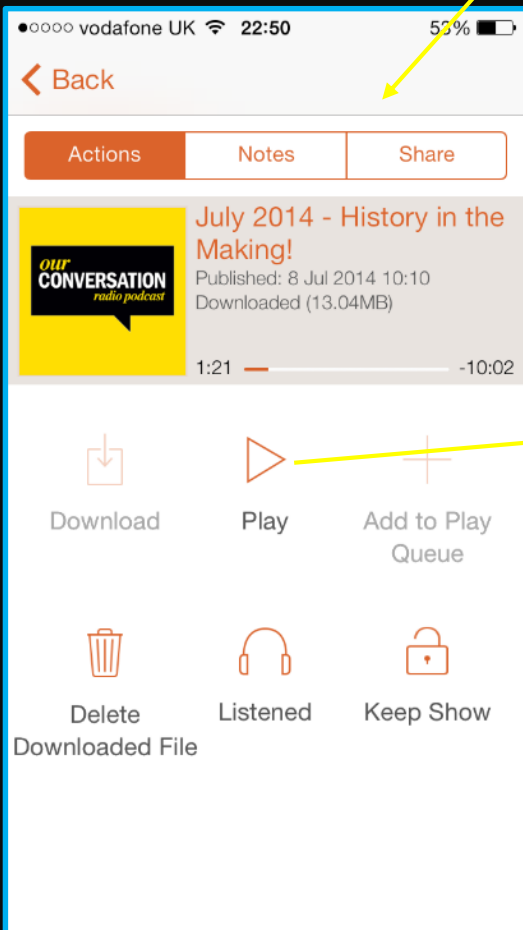 vodafone UK 22:50 53%
Back
Actions Notes Share
July 2014 - History in the
Making!
our
CONVERSATION
radio podcast
Published: 8 Jul 2014 10:10
Downloaded (13.04MB)
1:21 -10:02
Download Play Add to Play
Queue
Delete Listened Keep Show
Downloaded File